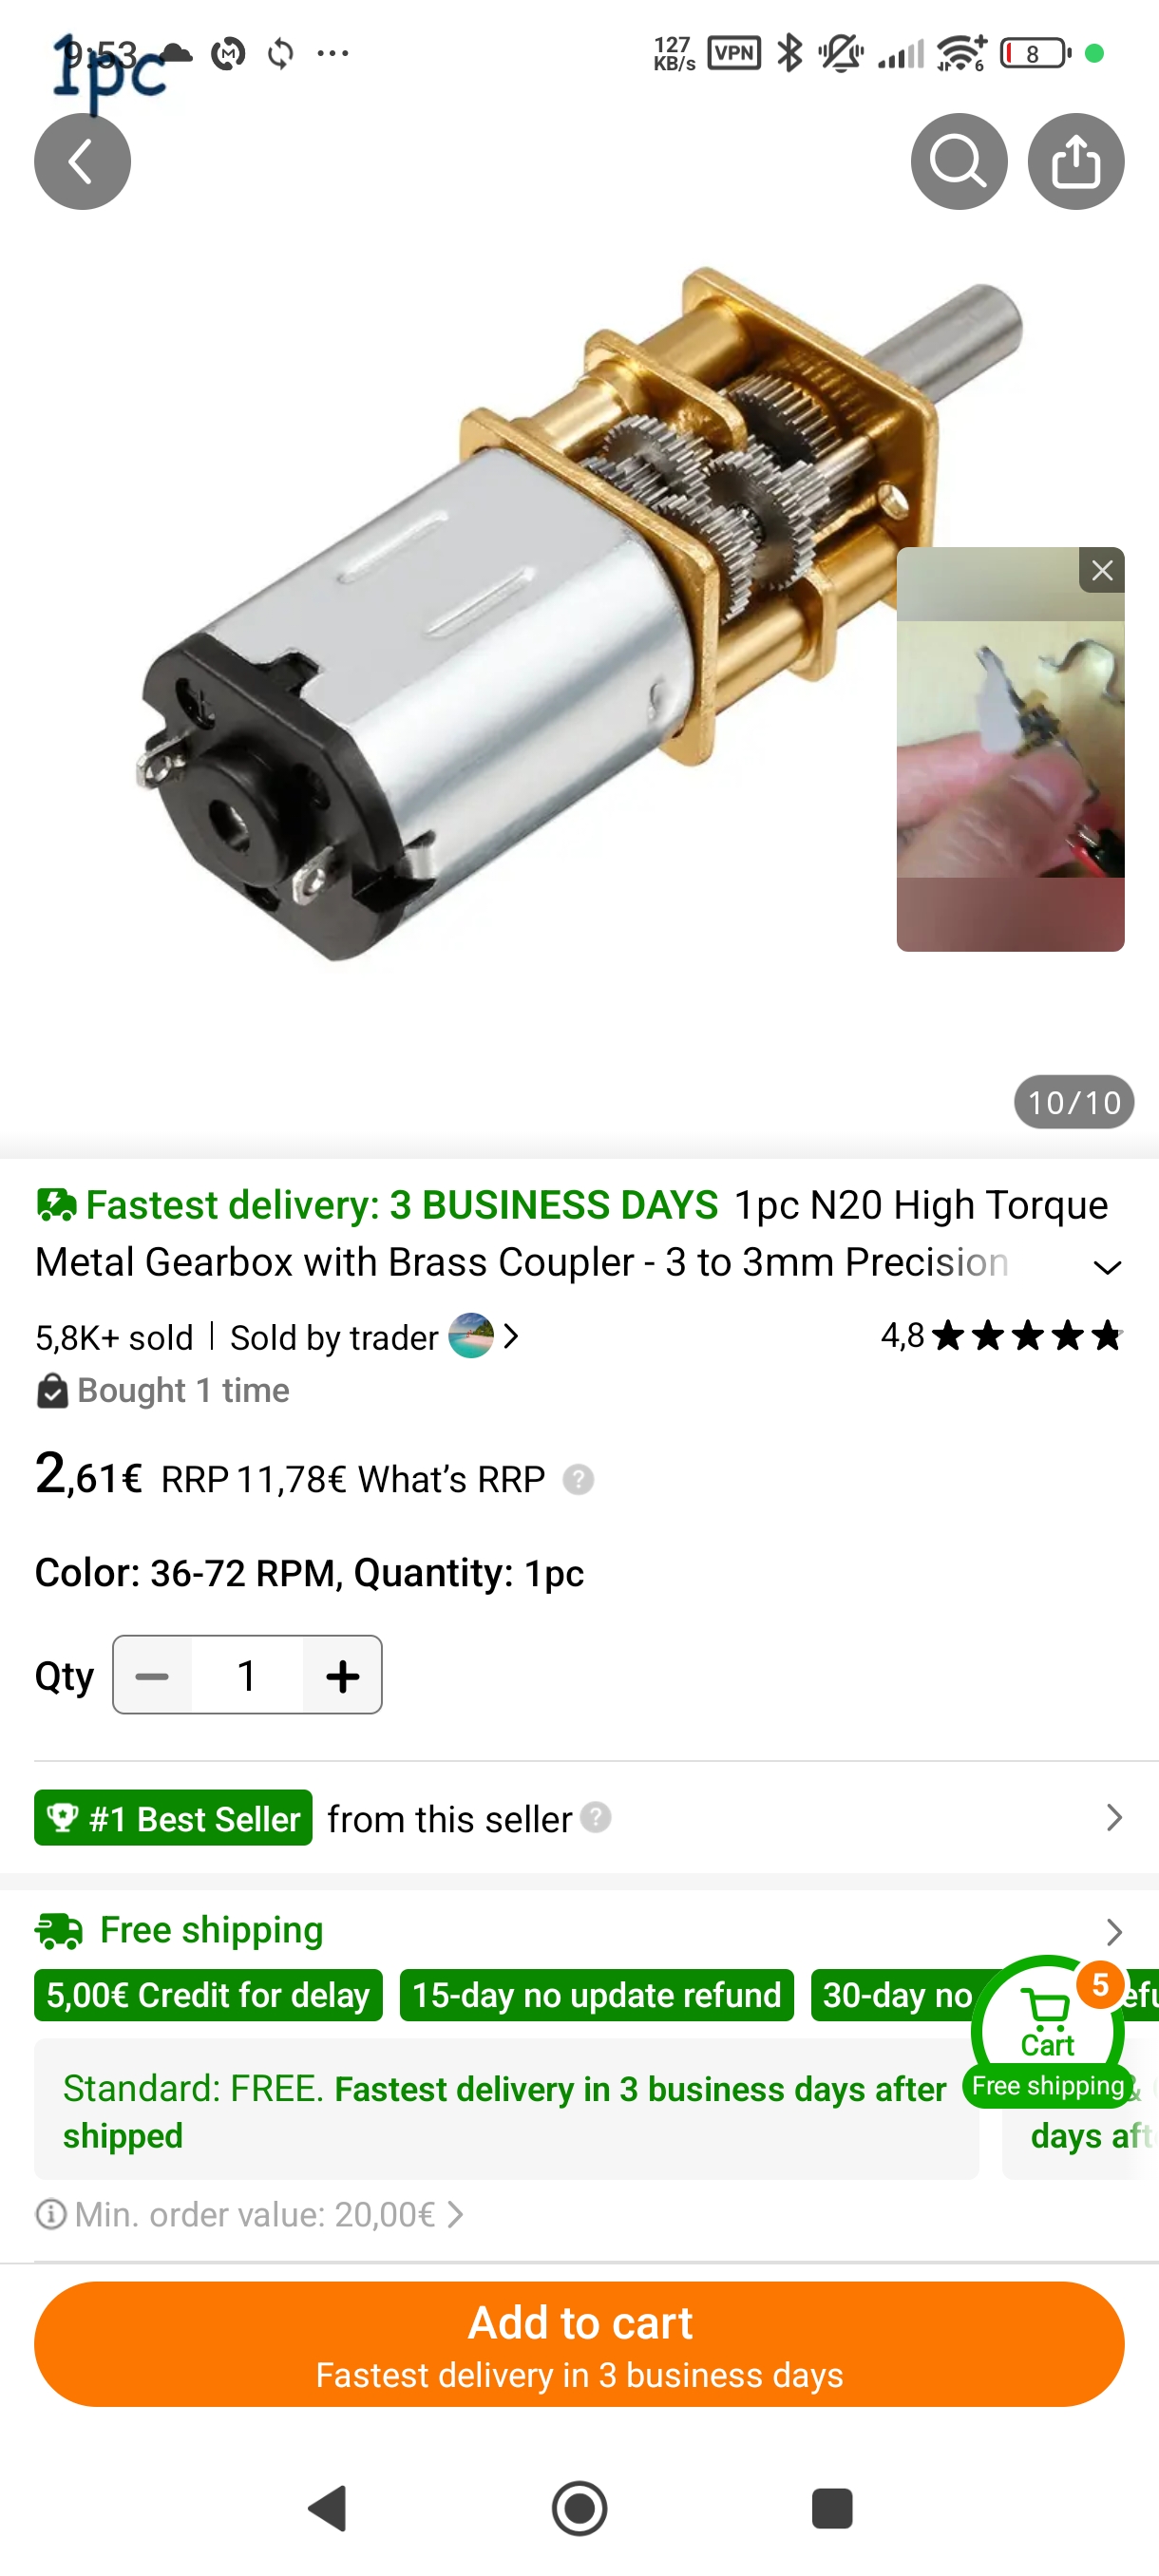 1pc
9:53
127
KB/s
VPN
6
8
10/10
Fastest delivery: 3 BUSINESS DAYS 1pc N20 High Torque
Metal Gearbox with Brass Coupler - 3 to 3mm Precision
5,8K+ sold | Sold by trader
4,8
Bought 1 time
2,61€ RRP 11,78€ What's RRP ?
Color: 36-72 RPM, Quantity: 1pc
Qty 1
#1 Best Seller from this seller ?
Free shipping
5,00€ Credit for delay
15-day no update refund
30-day no
5
Cart
Free shipping
Standard: FREE. Fastest delivery in 3 business days after
shipped
days
Min. order value: 20,00€
Add to cart
Fastest delivery in 3 business days